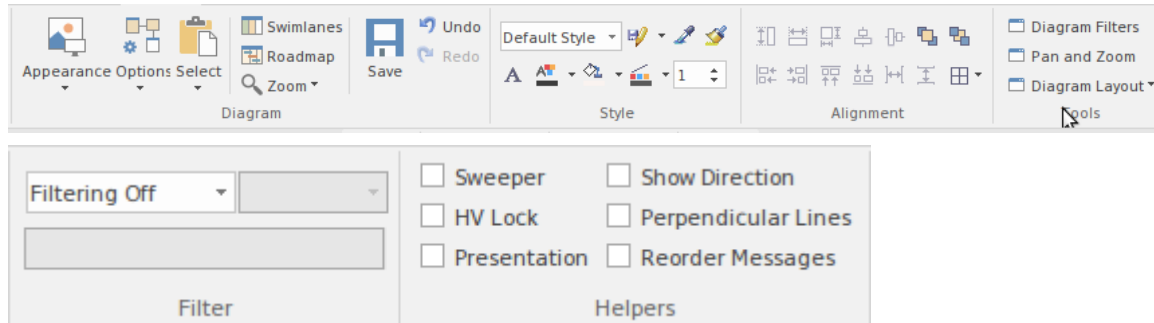 Appearance Options Select
Swimlanes
Roadmap
Zoom
Save
Undo
Redo
Diagram
Default Style
A
1
Style
Alignment
Diagram Filters
Pan and Zoom
Diagram Layout
Tools
Filtering Off
Filter
Sweeper Show Direction
HV Lock Perpendicular Lines
Presentation Reorder Messages
Helpers